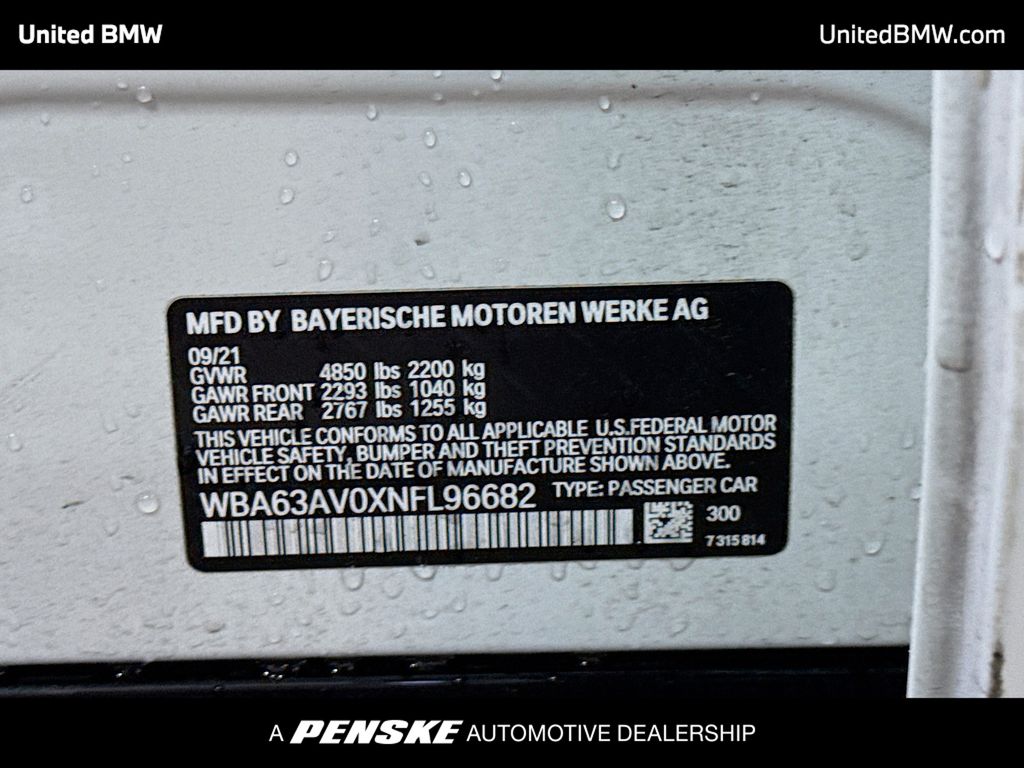 United BMW
UnitedBMW.com
MFD BY BAYERISCHE MOTOREN WERKE AG
09/21
GVWR 4850 lbs 2200 kg
GAWR FRONT 2293 lbs 1040 kg
GAWR REAR 2767 lbs 1255 kg
THIS VEHICLE CONFORMS TO ALL APPLICABLE U.S.FEDERAL MOTOR
VEHICLE SAFETY, BUMPER AND THEFT PREVENTION STANDARDS
IN EFFECT ON THE DATE OF MANUFACTURE SHOWN ABOVE.
WBA63AV0XNFL96682 TYPE: PASSENGER CAR
300
7315814
A PENSKE AUTOMOTIVE DEALERSHIP